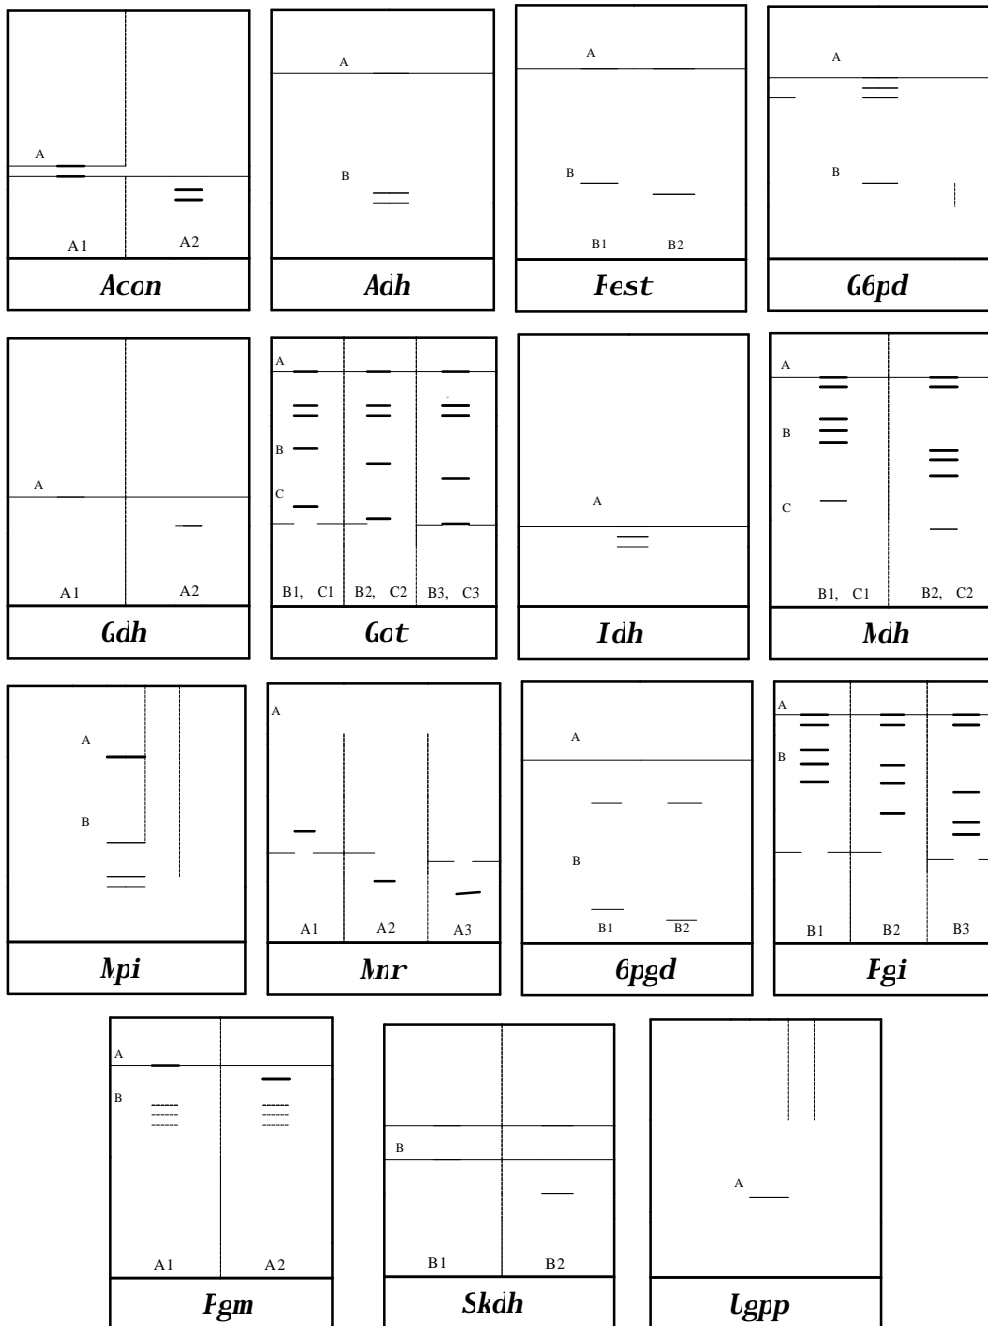 A
A1 A2
Acon
A
B
Adh
A
B
B1 B2
Fest
A
B
G6pd
A
A1 A2
Gdh
A
B
C
B1, C1 B2, C2 B3, C3
Got
A
Idh
A
B
C
B1, C1 B2, C2
Mdh
A
B
Mpi
A
A1 A2 A3
Mnr
A
B
B1 B2
6pgd
A
B
B1 B2 B3
Pgi
A
B
A1 A2
Pgm
B
B1 B2
Skdh
A
Ugpp